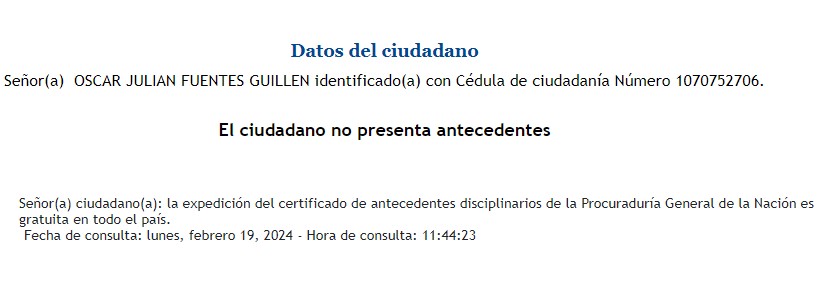 Datos del ciudadano
Señor(a) OSCAR JULIAN FUENTES GUILLEN identificado(a) con Cédula de ciudadanía Número 1070752706.
El ciudadano no presenta antecedentes
Señor(a) ciudadano(a): la expedición del certificado de antecedentes disciplinarios de la Procuraduría General de la Nación es
gratuita en todo el país.
Fecha de consulta: lunes, febrero 19, 2024 - Hora de consulta: 11:44:23